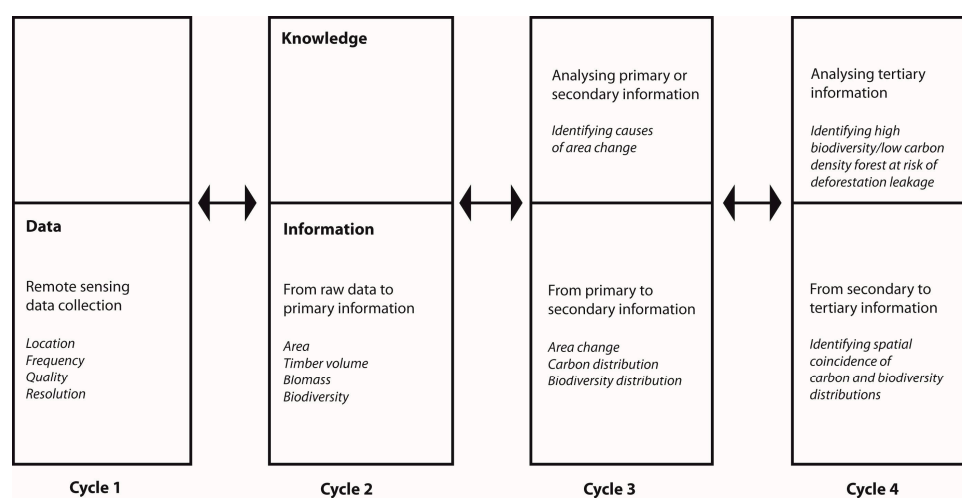 Knowledge
Analysing primary or
secondary information
Identifying causes
of area change
Analysing tertiary
information
Identifying high
biodiversity/low carbon
density forest at risk of
deforestation leakage
Data
Remote sensing
data collection
Location
Frequency
Quality
Resolution
Information
From raw data to
primary information
Area
Timber volume
Biomass
Biodiversity
From primary to
secondary information
Area change
Carbon distribution
Biodiversity distribution
From secondary to
tertiary information
Identifying spatial
coincidence of
carbon and biodiversity
distributions
Cycle 1
Cycle 2
Cycle 3
Cycle 4